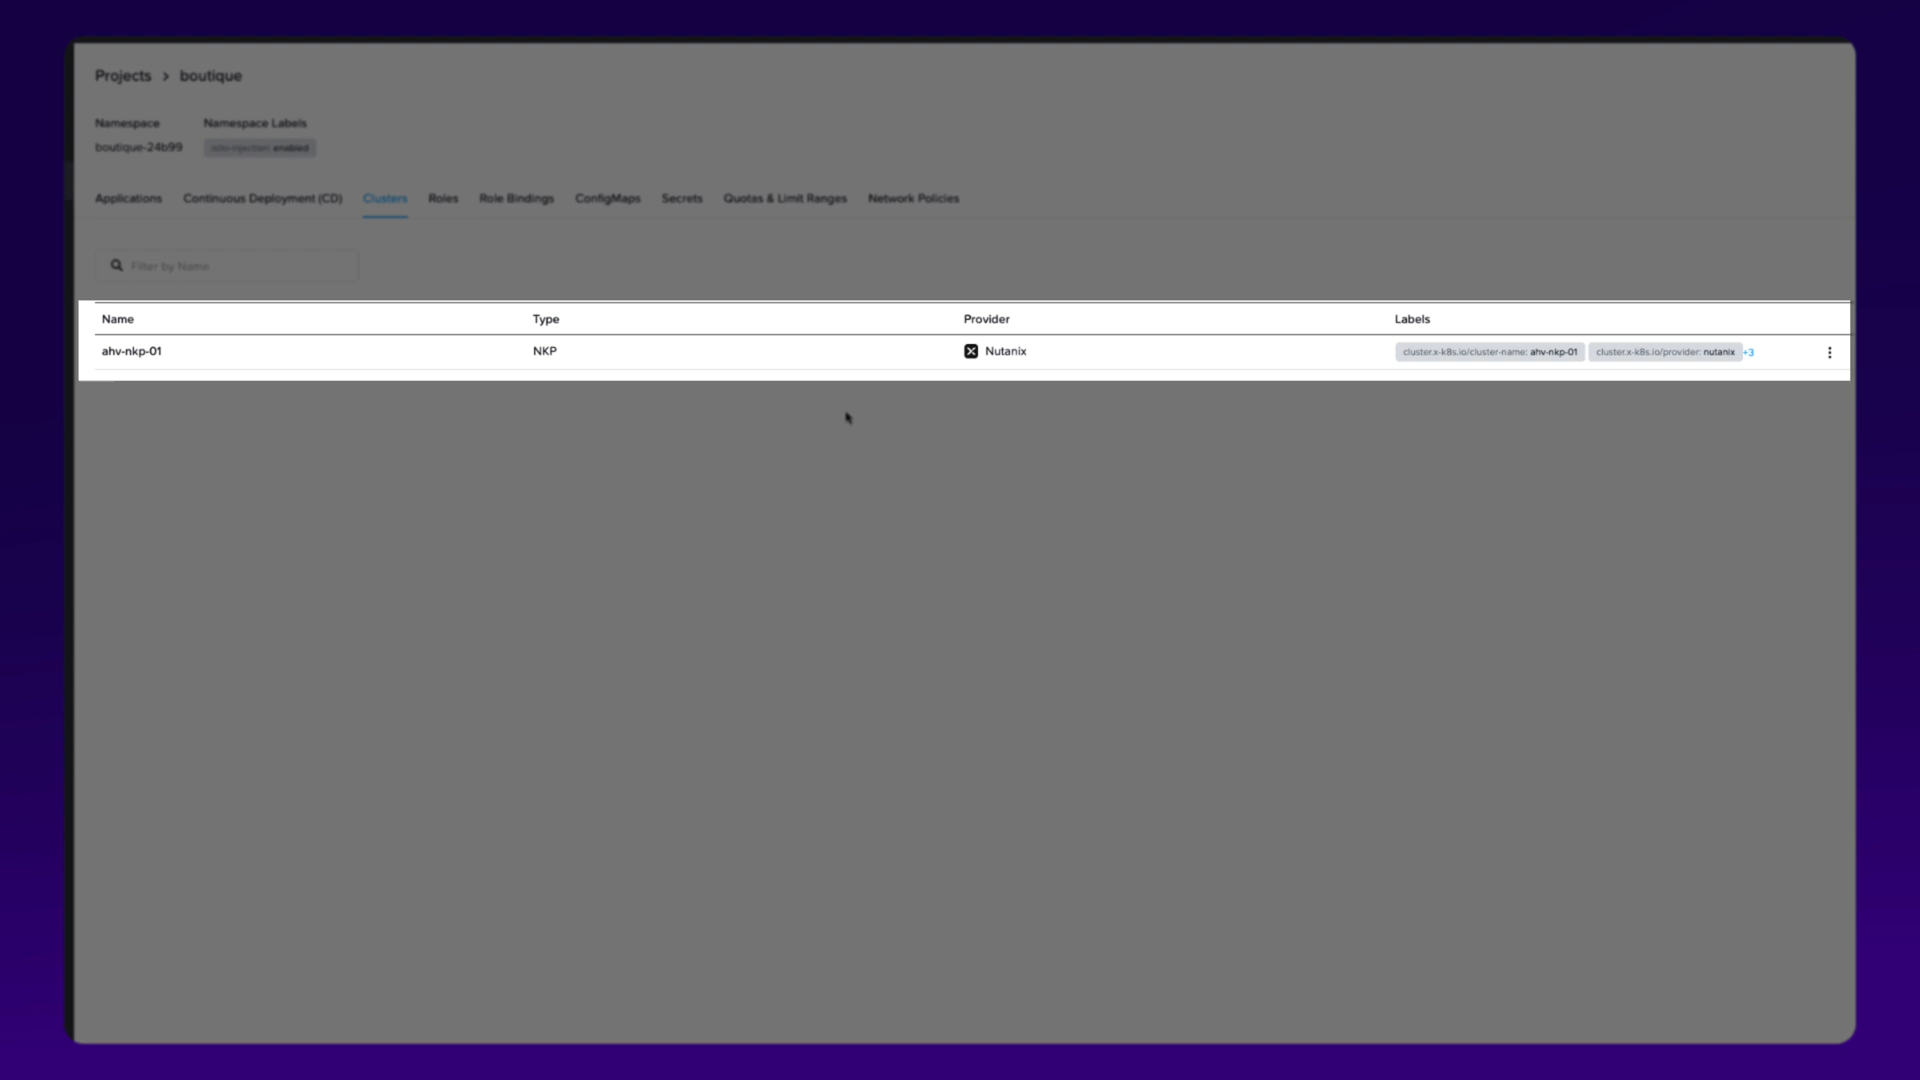 Projects > boutique
Namespace Namespace Labels
boutique-24b99 istio-injection: enabled
Applications Continuous Deployment (CD) Clusters Roles Role Bindings ConfigMaps Secrets Quotas & Limit Ranges Network Policies
Filter by Name
Name Type Provider Labels
ahv-nkp-01 NKP Nutanix cluster.x-k8s.io/cluster-name: ahv-nkp-01 cluster.x-k8s.io/provider: nutanix +3